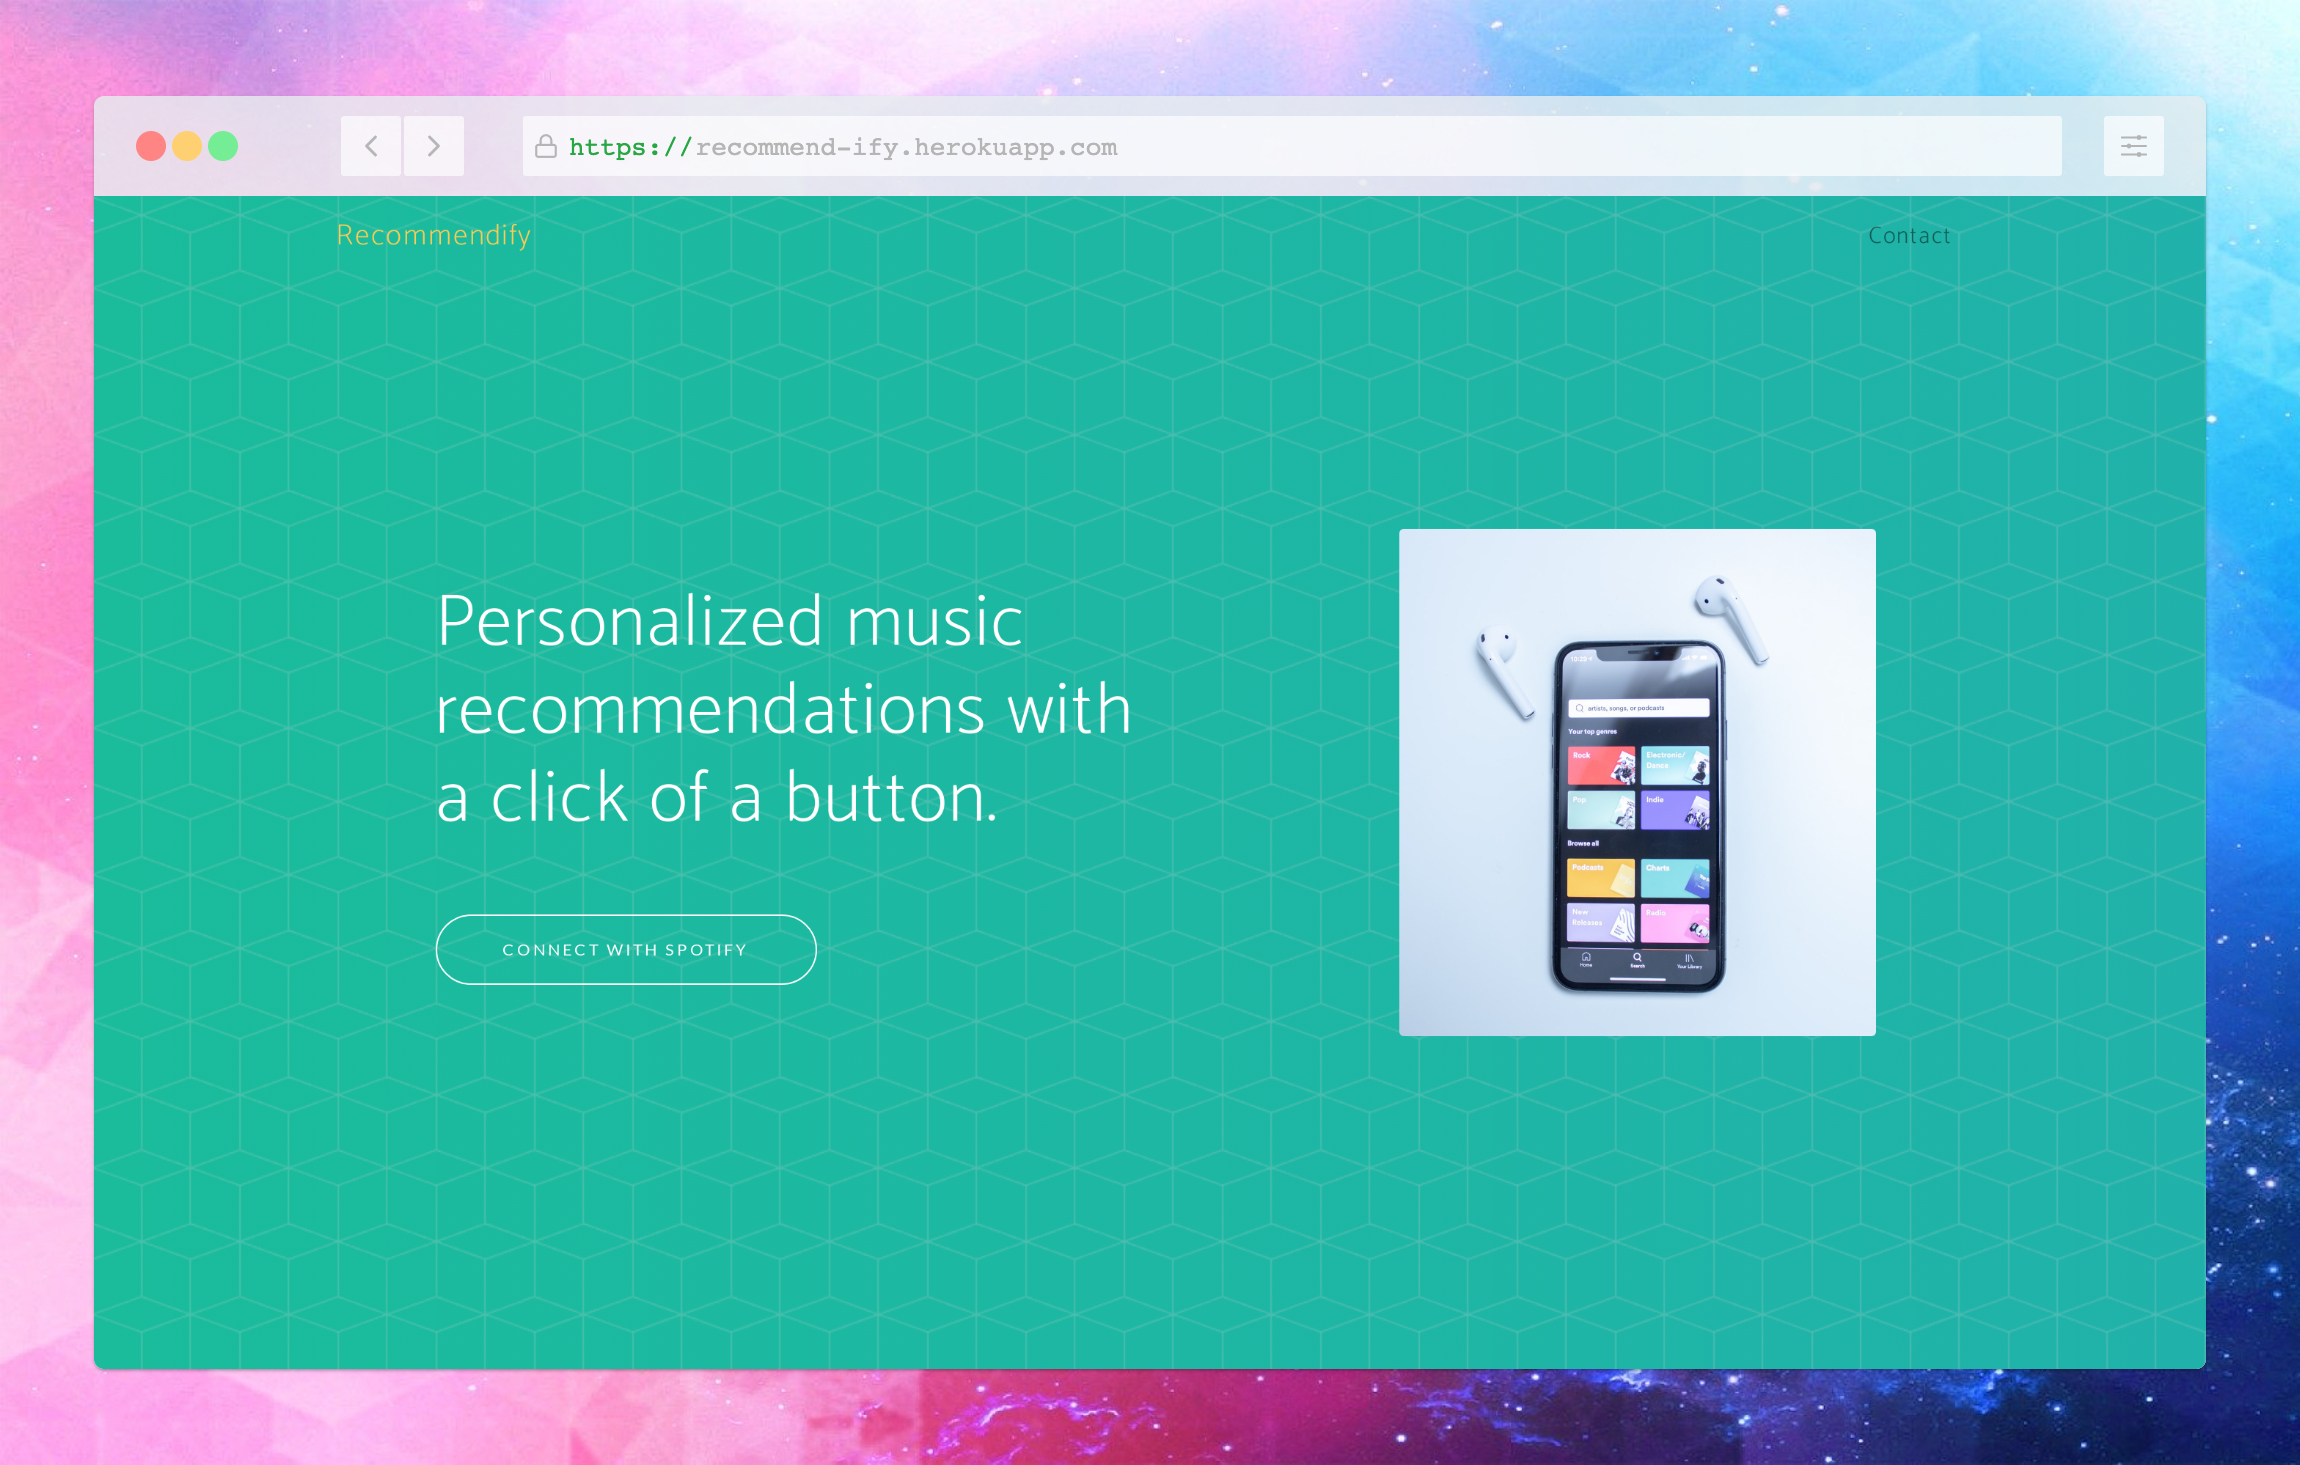 https://recommend-ify.herokuapp.com
Recommendify
Contact
Personalized music
recommendations with
a click of a button.
CONNECT WITH SPOTIFY
10:35
artists, songs, or podcasts
Your top genres
Rock
Electronic/
Dance
Pop
Indie
Browse all
Podcasts
Charts
New
Releases
Radio
Home
Search
Your Library